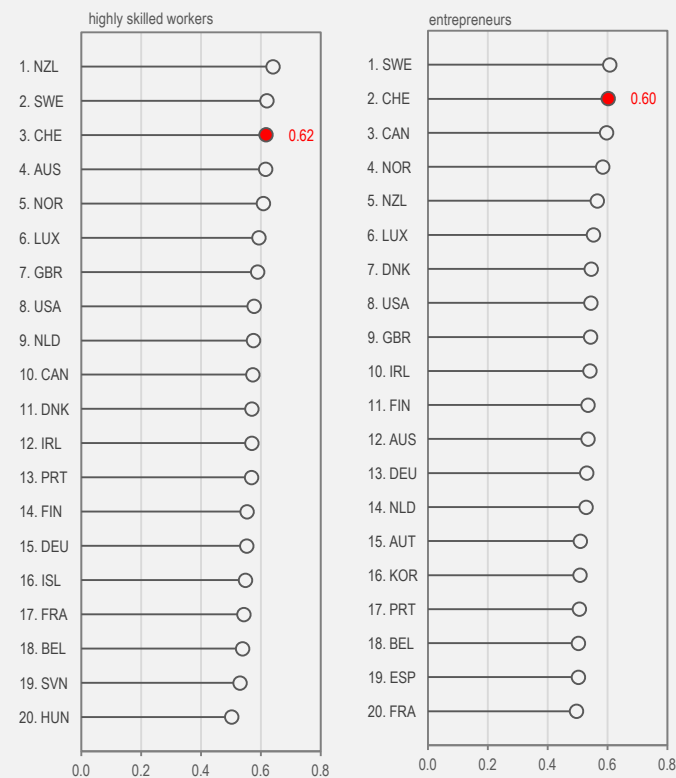 highly skilled workers
1. NZL
2. SWE
3. CHE 0.62
4. AUS
5. NOR
6. LUX
7. GBR
8. USA
9. NLD
10. CAN
11. DNK
12. IRL
13. PRT
14. FIN
15. DEU
16. ISL
17. FRA
18. BEL
19. SVN
20. HUN
0.0 0.2 0.4 0.6 0.8
entrepreneurs
1. SWE
2. CHE 0.60
3. CAN
4. NOR
5. NZL
6. LUX
7. DNK
8. USA
9. GBR
10. IRL
11. FIN
12. AUS
13. DEU
14. NLD
15. AUT
16. KOR
17. PRT
18. BEL
19. ESP
20. FRA
0.0 0.2 0.4 0.6 0.8